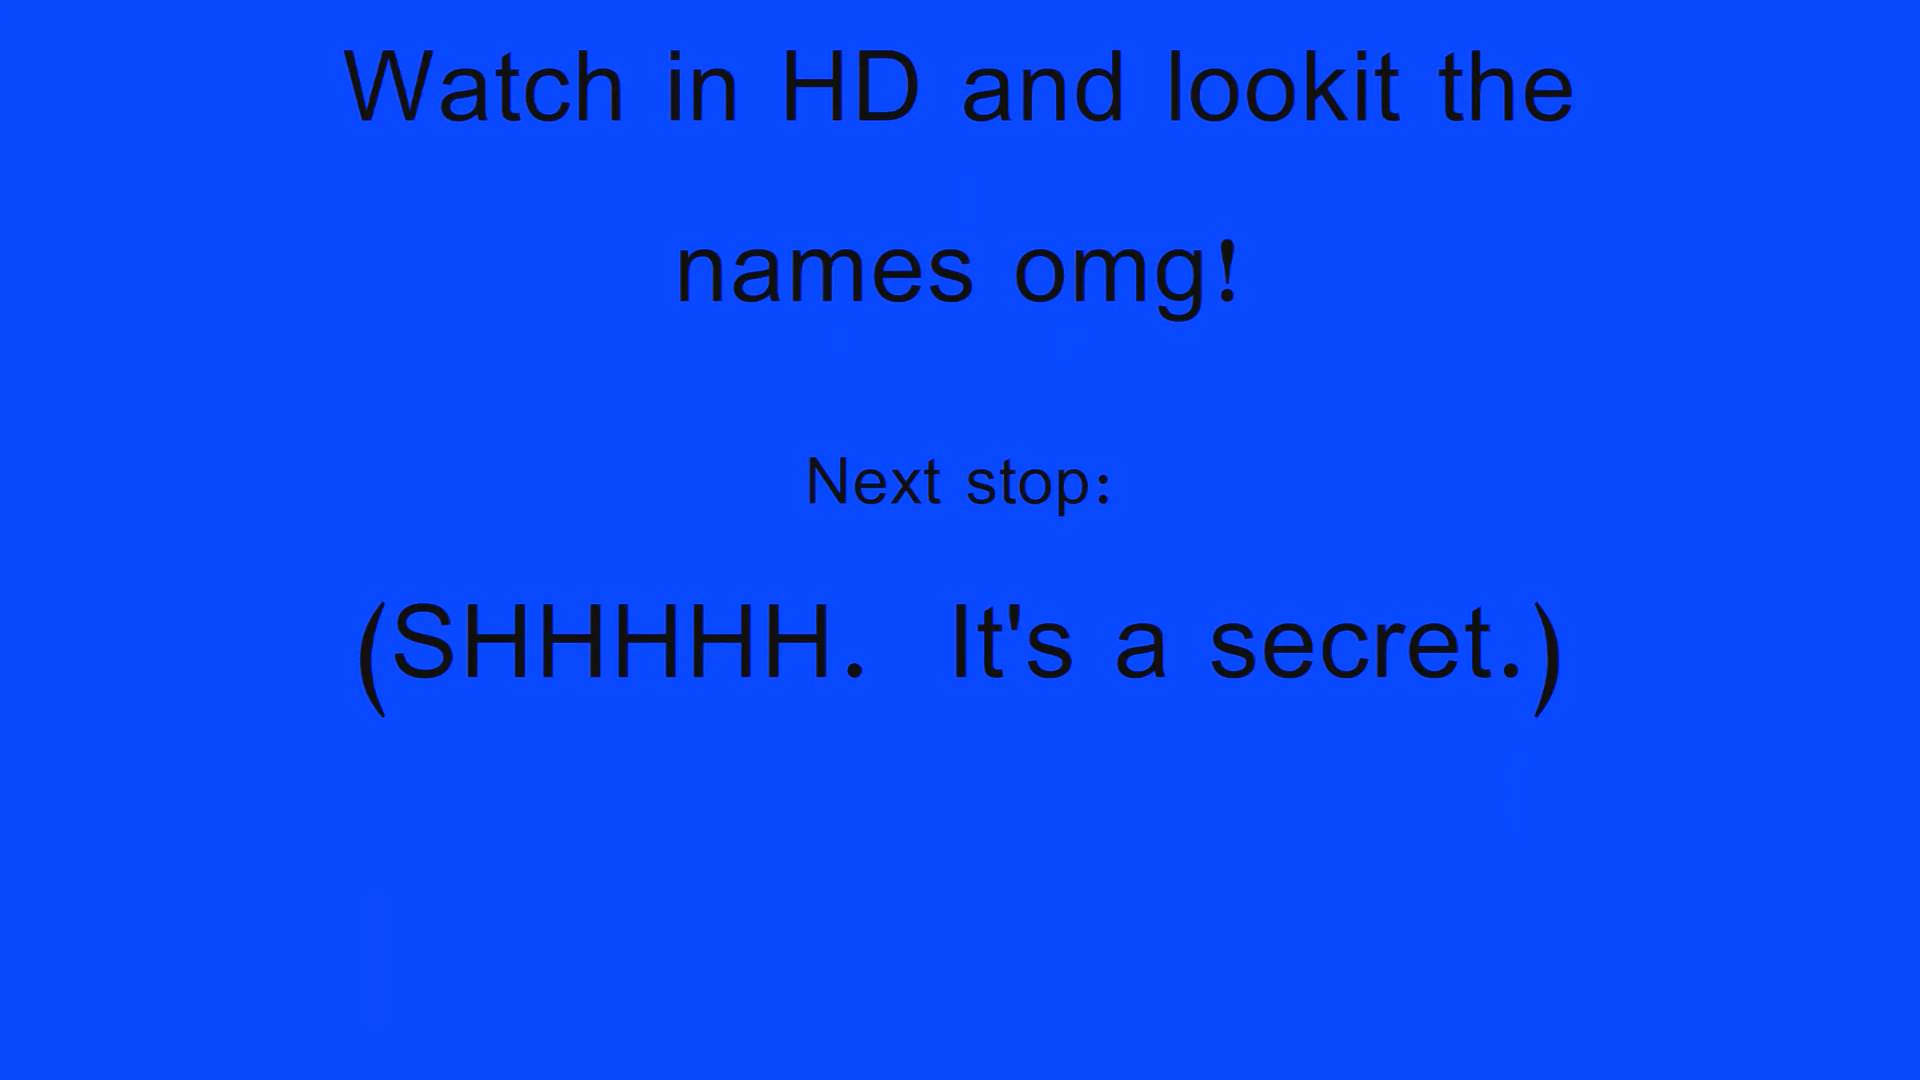 Watch in HD and lookit the
names omg!
Next stop:
(SHHHHH.  It's a secret.)